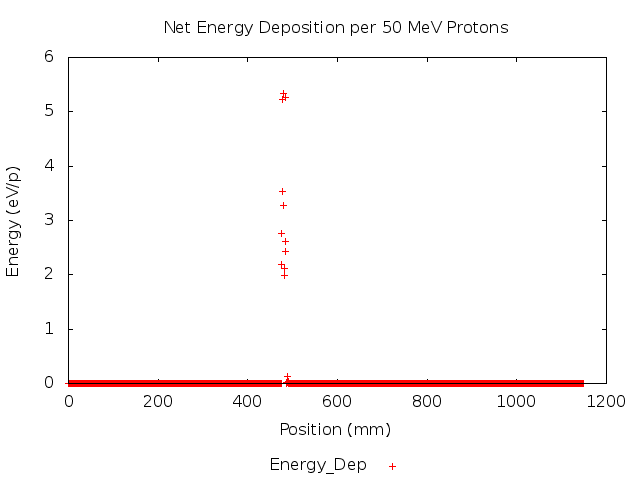 Net Energy Deposition per 50 MeV Protons
6
5
4
3
2
1
0
Energy (eV/p)
0 200 400 600 800 1000 1200
Position (mm)
Energy_Dep